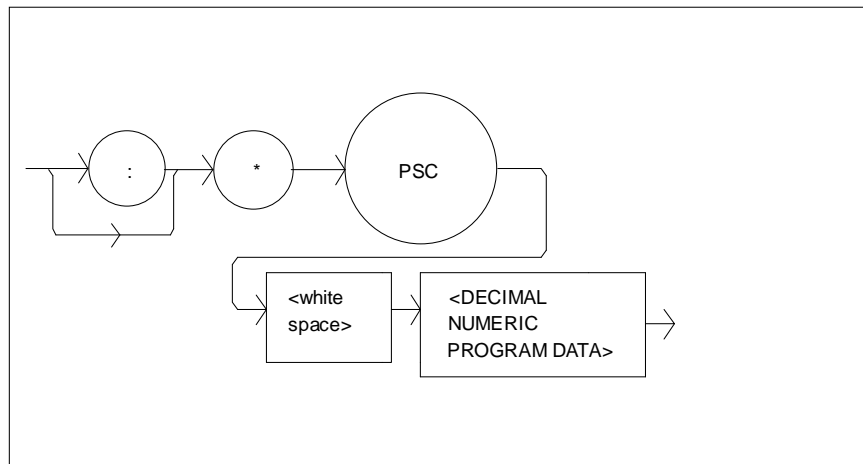 :
*
PSC
<white
space>
<DECIMAL
NUMERIC
PROGRAM DATA>